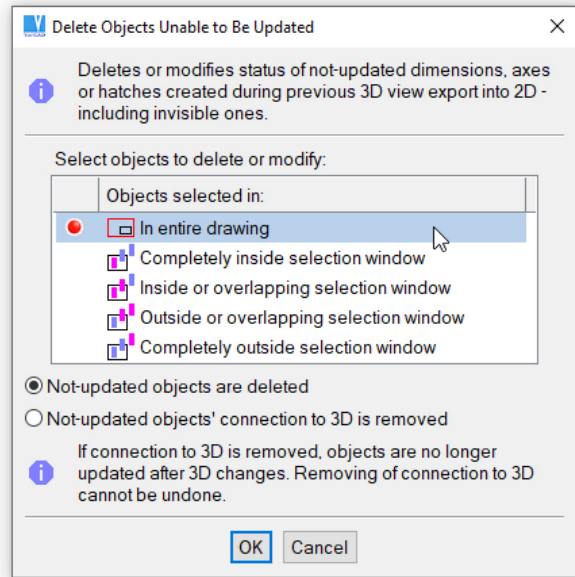 Delete Objects Unable to Be Updated
Deletes or modifies status of not-updated dimensions, axes
or hatches created during previous 3D view export into 2D -
including invisible ones.
Select objects to delete or modify:
Objects selected in:
In entire drawing
Completely inside selection window
Inside or overlapping selection window
Outside or overlapping selection window
Completely outside selection window
Not-updated objects are deleted
Not-updated objects' connection to 3D is removed
If connection to 3D is removed, objects are no longer
updated after 3D changes. Removing of connection to 3D
cannot be undone.
OK Cancel